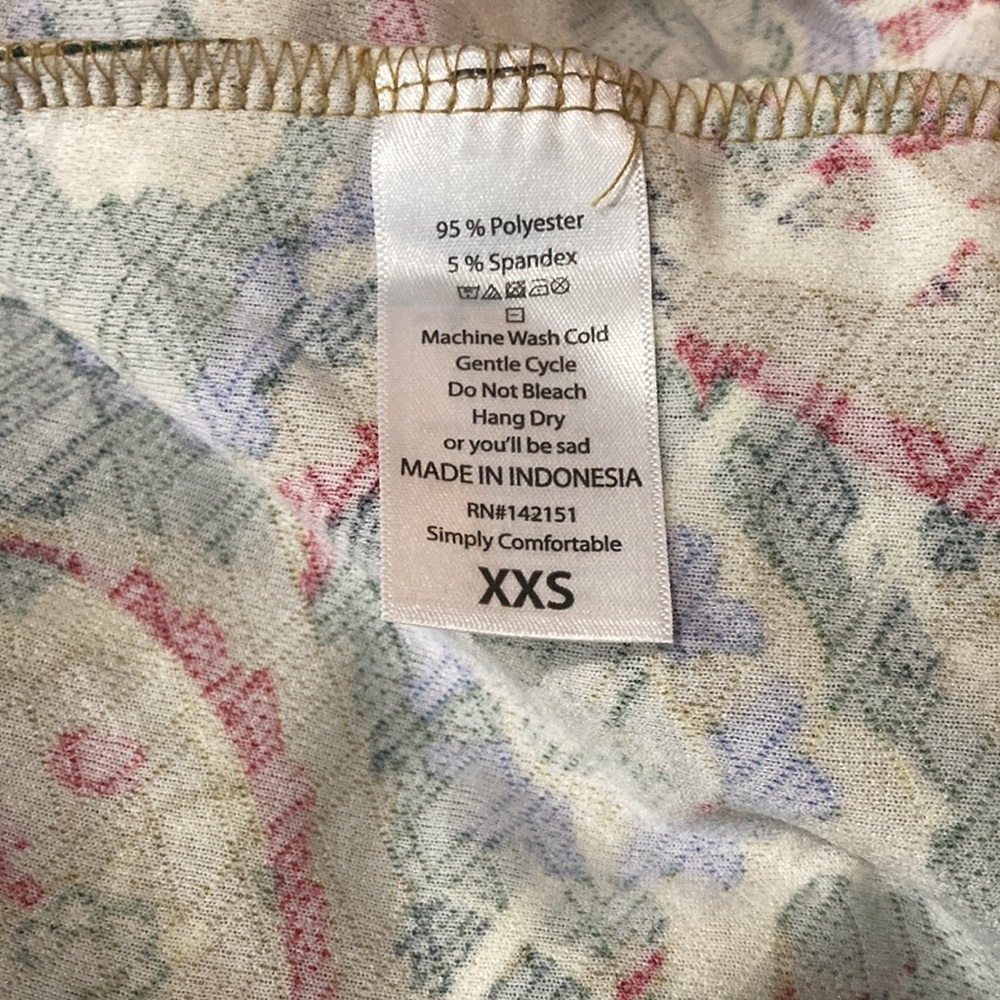 95 % Polyester
5 % Spandex
Machine Wash Cold
Gentle Cycle
Do Not Bleach
Hang Dry
or you'll be sad
MADE IN INDONESIA
RN#142151
Simply Comfortable
XXS